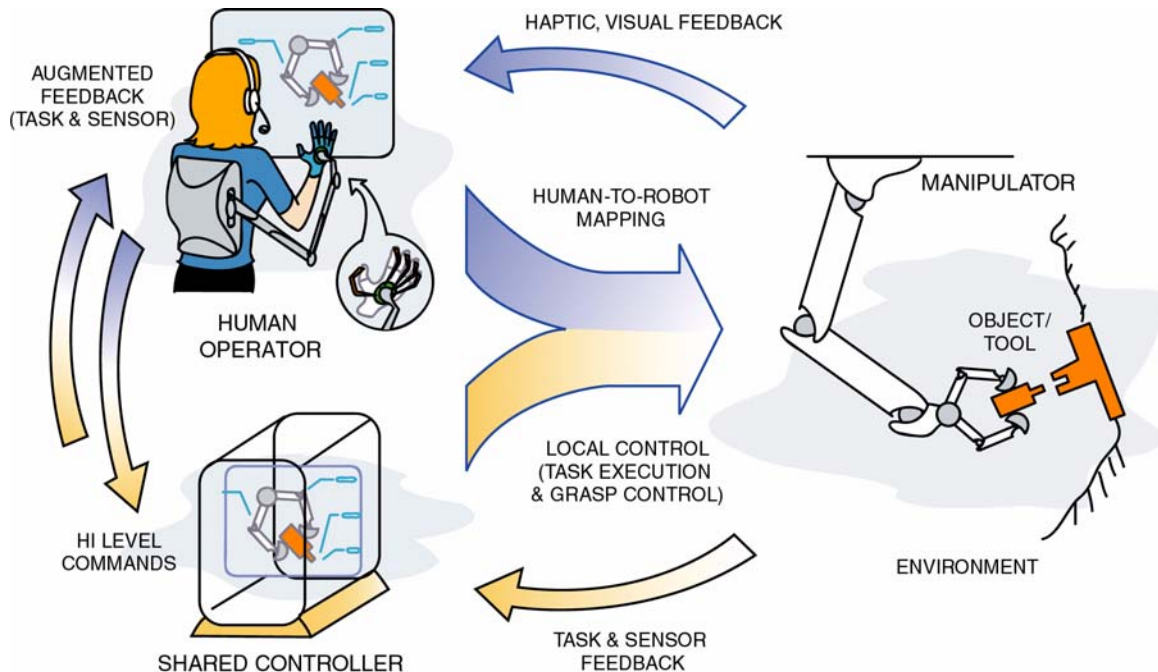 HAPTIC, VISUAL FEEDBACK
AUGMENTED
FEEDBACK
(TASK & SENSOR)
HUMAN-TO-ROBOT
MAPPING
MANIPULATOR
HUMAN
OPERATOR
OBJECT/
TOOL
LOCAL CONTROL
(TASK EXECUTION
& GRASP CONTROL)
HI LEVEL
COMMANDS
ENVIRONMENT
SHARED CONTROLLER
TASK & SENSOR
FEEDBACK